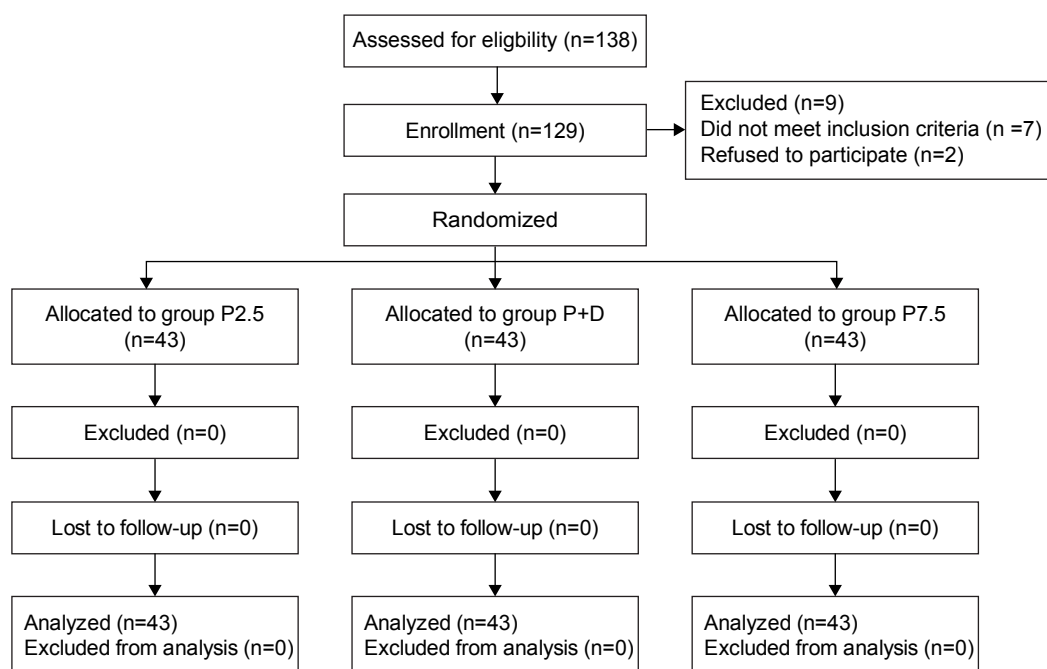 Assessed for eligbility (n=138)
Enrollment (n=129)
Excluded (n=9)
Did not meet inclusion criteria (n =7)
Refused to participate (n=2)
Randomized
Allocated to group P2.5
(n=43)
Allocated to group P+D
(n=43)
Allocated to group P7.5
(n=43)
Excluded (n=0)
Excluded (n=0)
Excluded (n=0)
Lost to follow-up (n=0)
Lost to follow-up (n=0)
Lost to follow-up (n=0)
Analyzed (n=43)
Excluded from analysis (n=0)
Analyzed (n=43)
Excluded from analysis (n=0)
Analyzed (n=43)
Excluded from analysis (n=0)